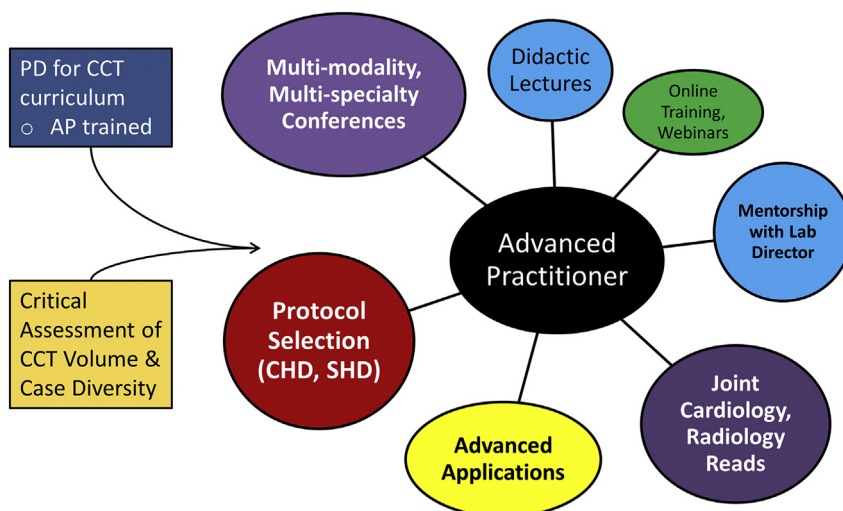 PD for CCT
curriculum
o AP trained
Critical
Assessment of
CCT Volume &
Case Diversity
Multi-modality,
Multi-specialty
Conferences
Didactic
Lectures
Online
Training,
Webinars
Mentorship
with Lab
Director
Advanced
Practitioner
Protocol
Selection
(CHD, SHD)
Advanced
Applications
Joint
Cardiology,
Radiology
Reads